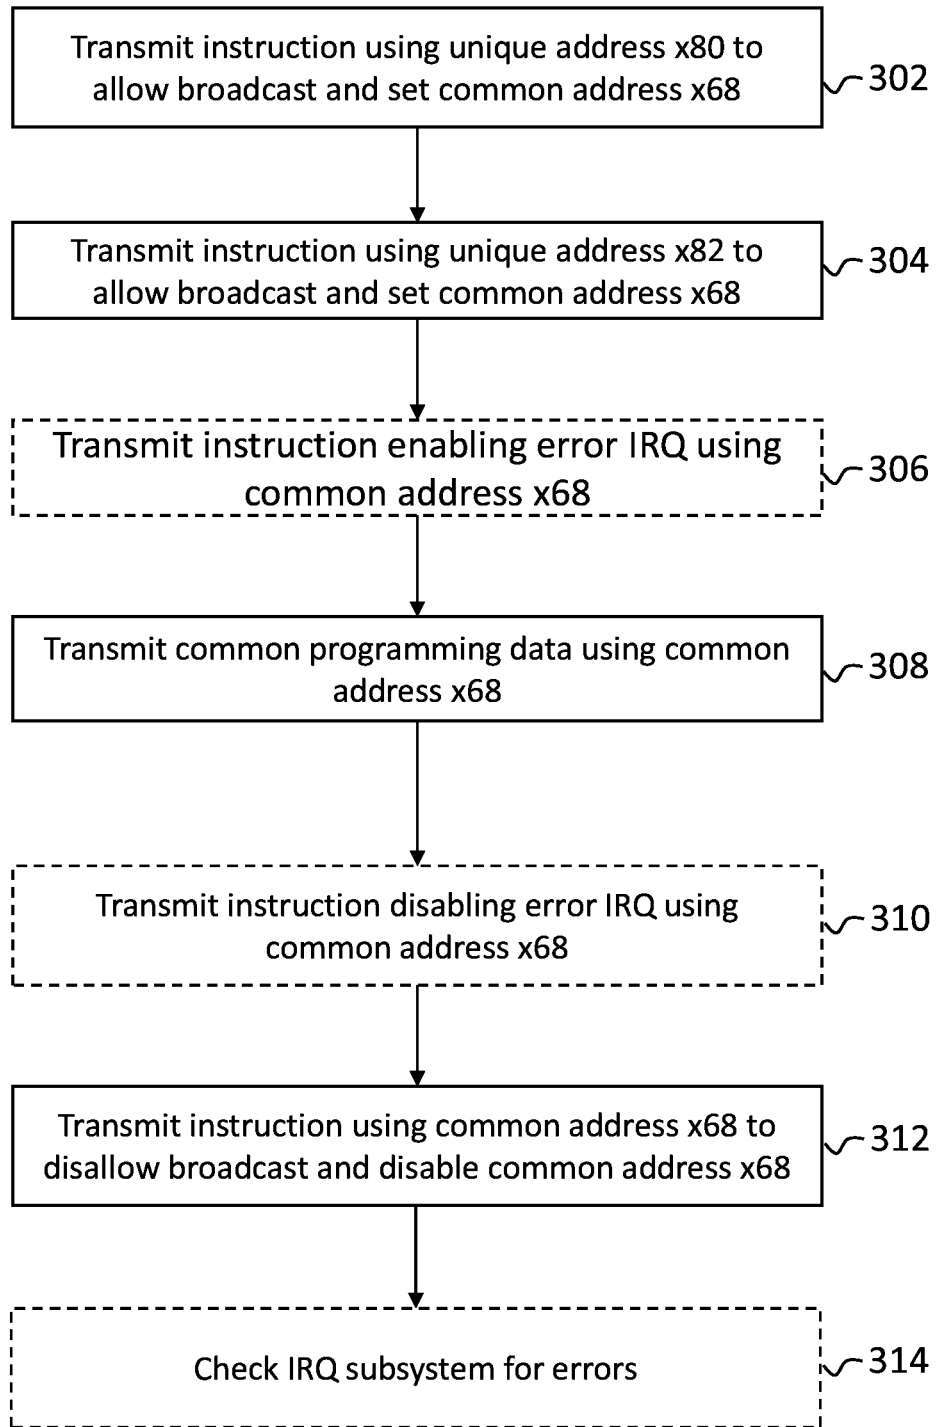 Transmit instruction using unique address x80 to
allow broadcast and set common address x68
302
Transmit instruction using unique address x82 to
allow broadcast and set common address x68
304
Transmit instruction enabling error IRQ using
common address x68
306
Transmit common programming data using common
address x68
308
Transmit instruction disabling error IRQ using
common address x68
310
Transmit instruction using common address x68 to
disallow broadcast and disable common address x68
312
Check IRQ subsystem for errors
314